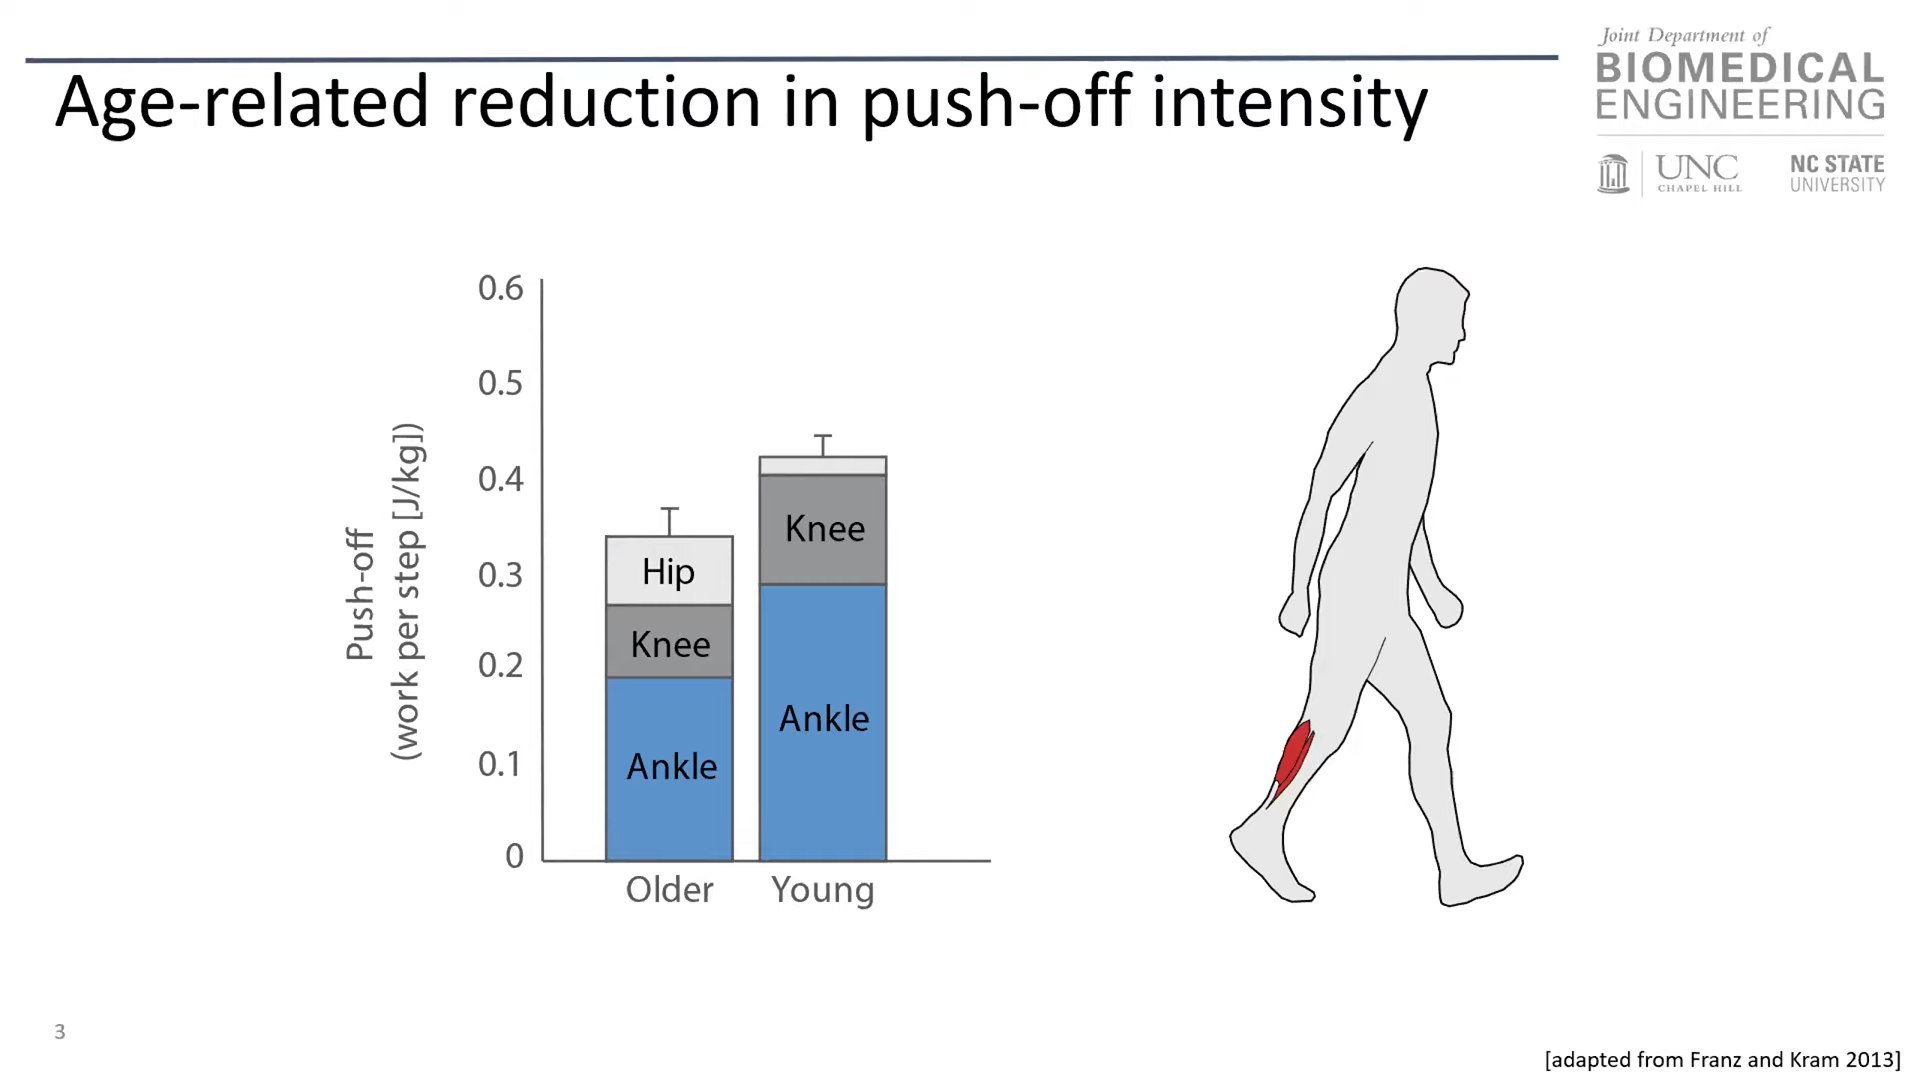 Joint Department of
BIOMEDICAL
ENGINEERING
UNC
CHAPEL HILL
NC STATE
UNIVERSITY
Age-related reduction in push-off intensity
Push-off
(work per step [J/kg])
0.6
0.5
0.4
0.3
0.2
0.1
0
Hip
Knee
Ankle
Knee
Ankle
Older
Young
3
[adapted from Franz and Kram 2013]